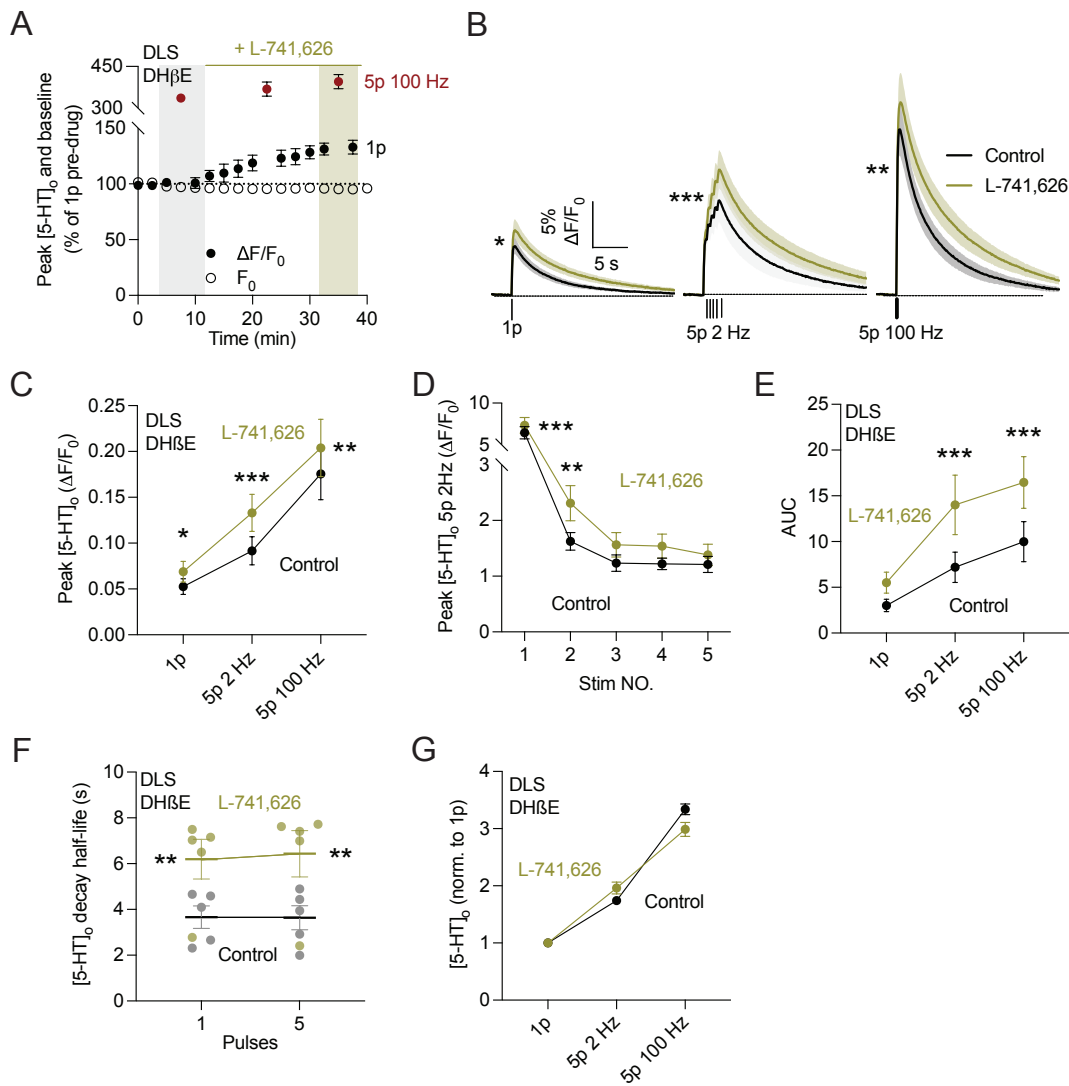 A
Peak [5-HT]o and baseline
(% of 1p pre-drug)
450
300
150
100
50
0
DLS
DHβE
+ L-741,626
5p 100 Hz
1p
ΔF/F0
F0
0 10 20 30 40
Time (min)
B
*
1p
5%
ΔF/F0
5 s
***
5p 2 Hz
**
5p 100 Hz
Control
L-741,626
C
Peak [5-HT]o (ΔF/F0)
0.25
0.20
0.15
0.10
0.05
0.00
DLS
DHßE
L-741,626
*
***
**
Control
1p
5p 2 Hz
5p 100 Hz
D
Peak [5-HT]o 5p 2Hz (ΔF/F0)
10
5
3
2
1
0
***
**
L-741,626
Control
1 2 3 4 5
Stim NO.
E
AUC
25
20
15
10
5
0
DLS
DHßE
L-741,626
***
***
Control
1p
5p 2 Hz
5p 100 Hz
F
[5-HT]o decay half-life (s)
10
8
6
4
2
0
DLS
DHßE
L-741,626
**
**
Control
1 5
Pulses
G
[5-HT]o (norm. to 1p)
4
3
2
1
0
DLS
DHßE
L-741,626
Control
1p
5p 2 Hz
5p 100 Hz